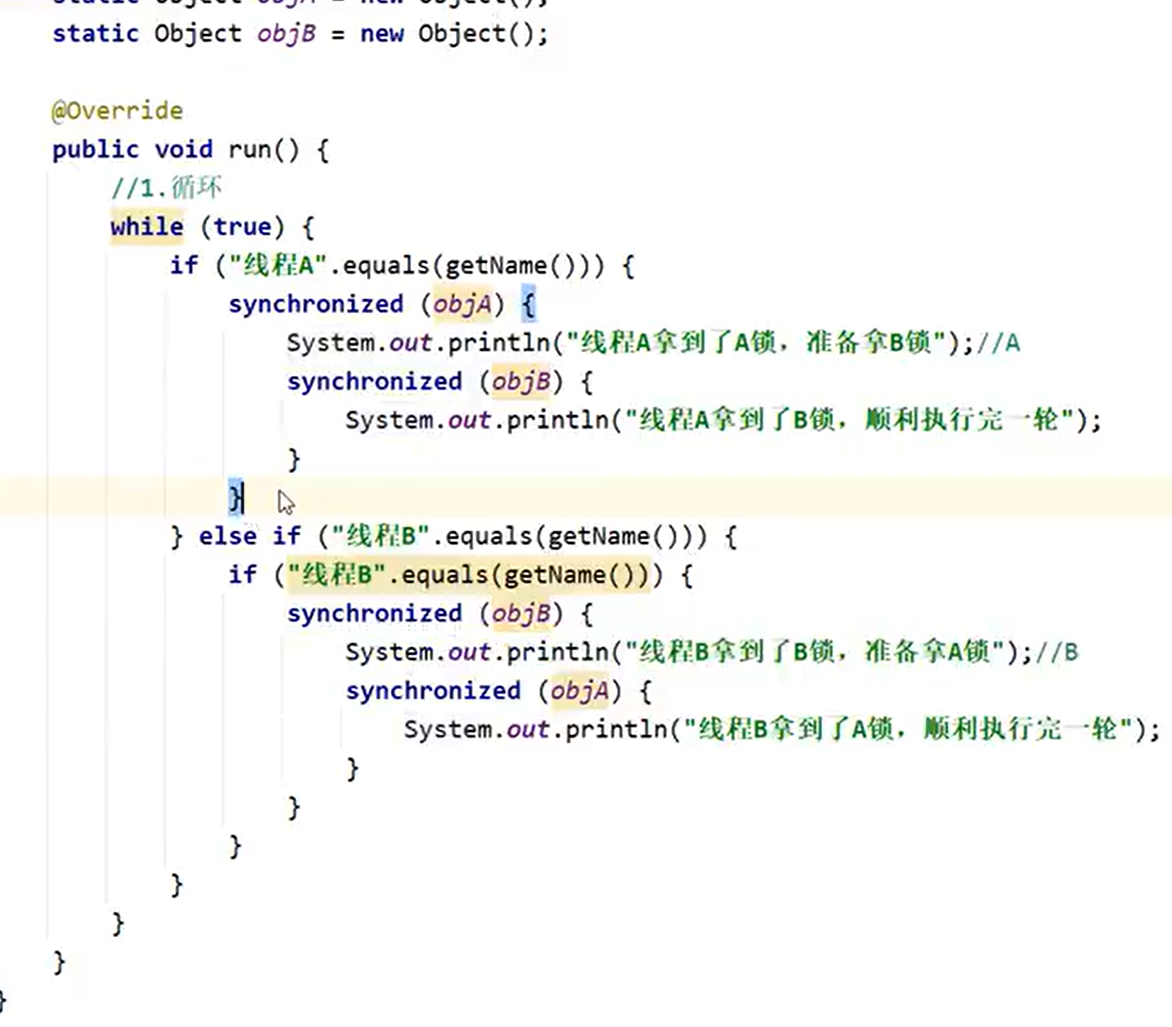 static Object objA = new Object();
static Object objB = new Object();
@Override
public void run() {
//1.循环
while (true) {
if ("线程A".equals(getName())) {
synchronized (objA) {
System.out.println("线程A拿到了A锁，准备拿B锁");//A
synchronized (objB) {
System.out.println("线程A拿到了B锁，顺利执行完一轮");
}
}
} else if ("线程B".equals(getName())) {
if ("线程B".equals(getName())) {
synchronized (objB) {
System.out.println("线程B拿到了B锁，准备拿A锁");//B
synchronized (objA) {
System.out.println("线程B拿到了A锁，顺利执行完一轮");
}
}
}
}
}
}
}